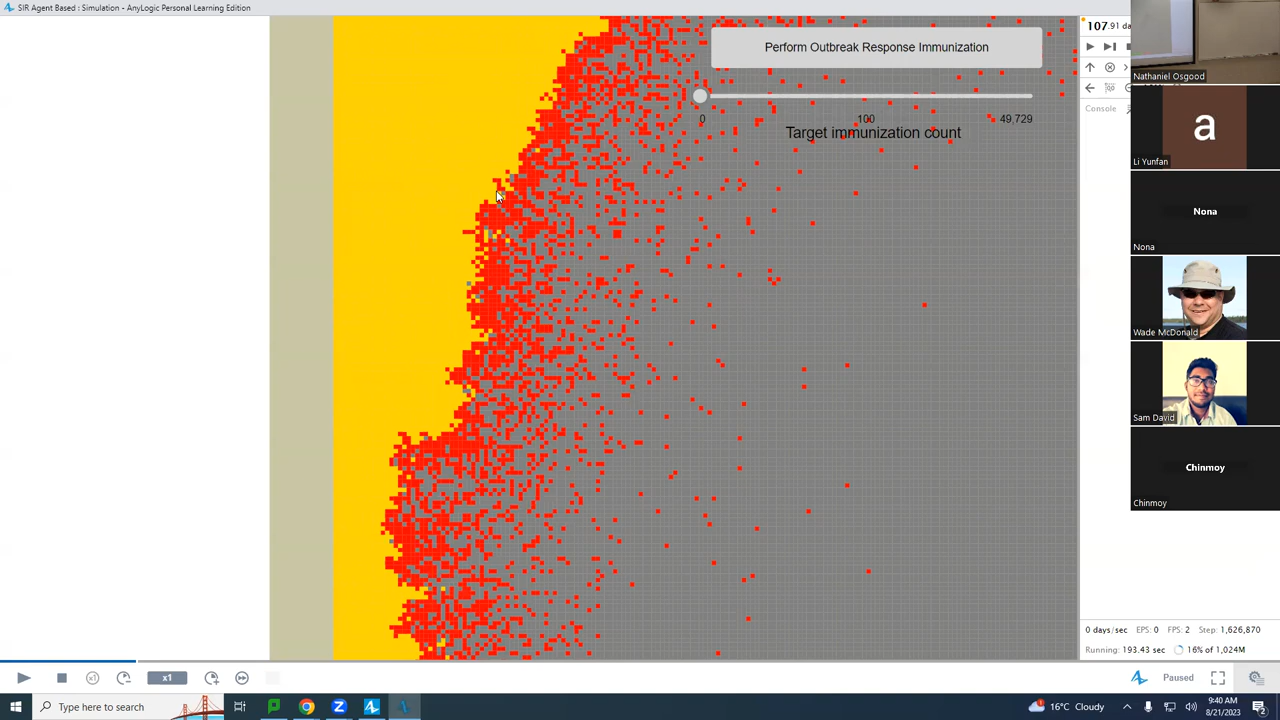 SIR Agent Based : Simulation - AnyLogic Personal Learning Edition
Perform Outbreak Response Immunization
0 100 49,729
Target immunization count
107.91 da
Console
Nathaniel Osgood
a
Li Yunfan
Nona
Nona
Wade McDonald
Sam David
Chinmoy
Chinmoy
0 days/sec EPS: 0 FPS: 2 Step: 1,626,870
Running: 193.43 sec 16% of 1,024M
x1
Paused
Type here to search
16°C Cloudy
9:40 AM
8/21/2023
2